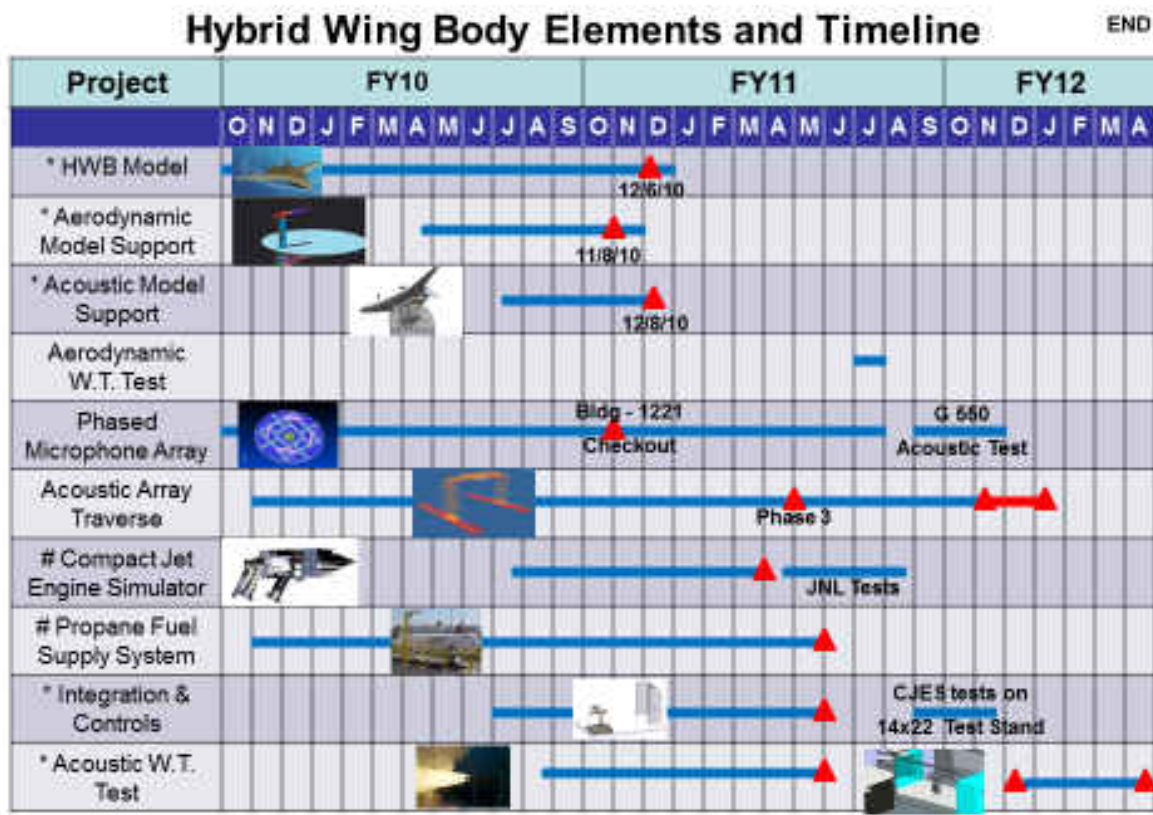 Hybrid Wing Body Elements and Timeline
END
Project FY10 FY11 FY12
O N D J F M A M J J A S O N D J F M A M J J A S O N D J F M A
* HWB Model
12/6/10
* Aerodynamic
Model Support
11/8/10
* Acoustic Model
Support
12/8/10
Aerodynamic
W.T. Test
Phased
Microphone Array
Bldg - 1221
Checkout
G 550
Acoustic Test
Acoustic Array
Traverse
Phase 3
# Compact Jet
Engine Simulator
JNL Tests
# Propane Fuel
Supply System
* Integration &
Controls
CJES tests on
14x22 Test Stand
* Acoustic W.T.
Test